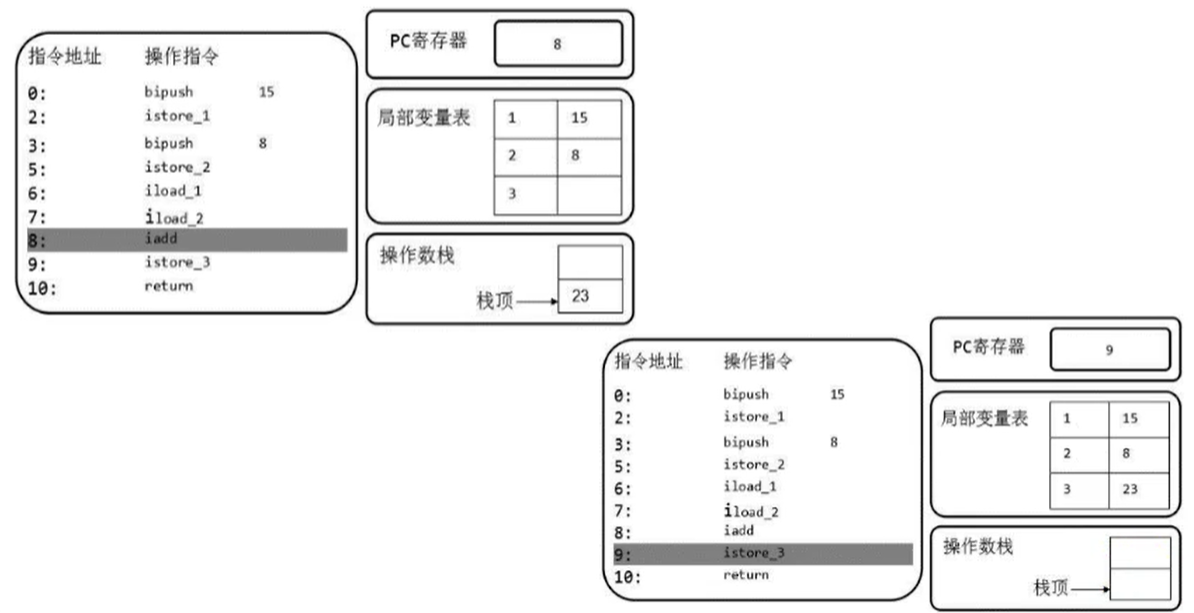 指令地址 操作指令
0: bipush 15
2: istore_1
3: bipush 8
5: istore_2
6: iload_1
7: iload_2
8: iadd
9: istore_3
10: return
PC寄存器 8
局部变量表 1 15
2 8
3
操作数栈
栈顶 23
指令地址 操作指令
0: bipush 15
2: istore_1
3: bipush 8
5: istore_2
6: iload_1
7: iload_2
8: iadd
9: istore_3
10: return
PC寄存器 9
局部变量表 1 15
2 8
3 23
操作数栈
栈顶